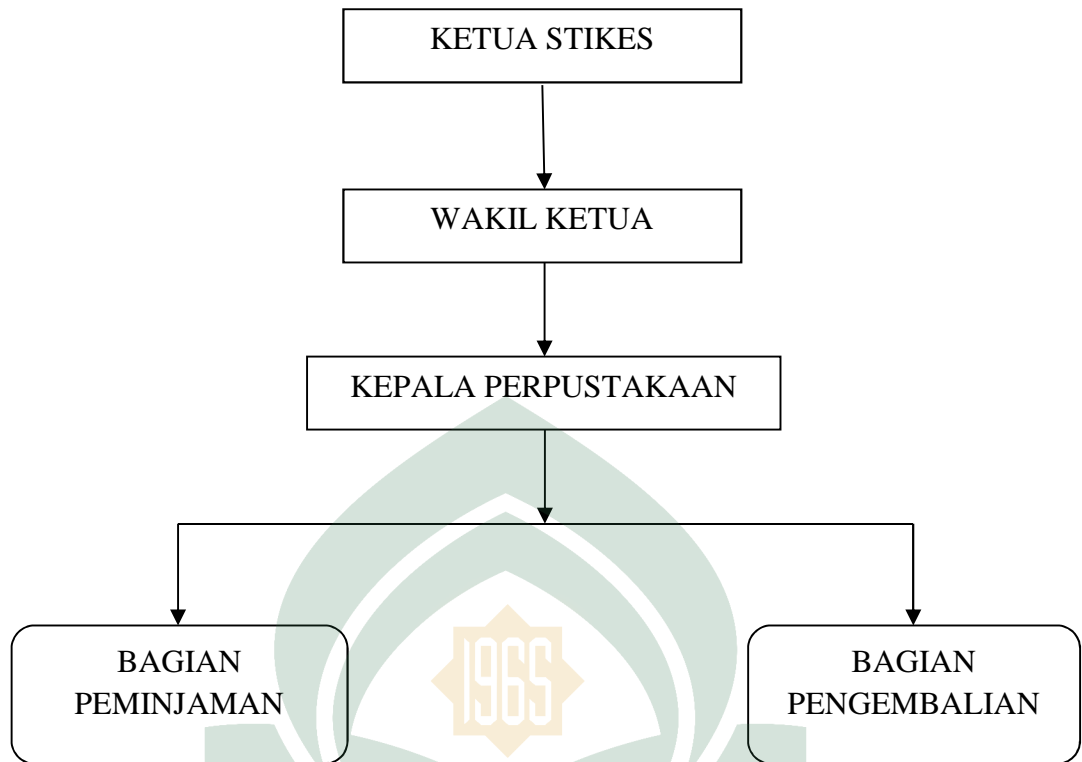 KETUA STIKES
WAKIL KETUA
KEPALA PERPUSTAKAAN
BAGIAN
PEMINJAMAN
BAGIAN
PENGEMBALIAN
1965